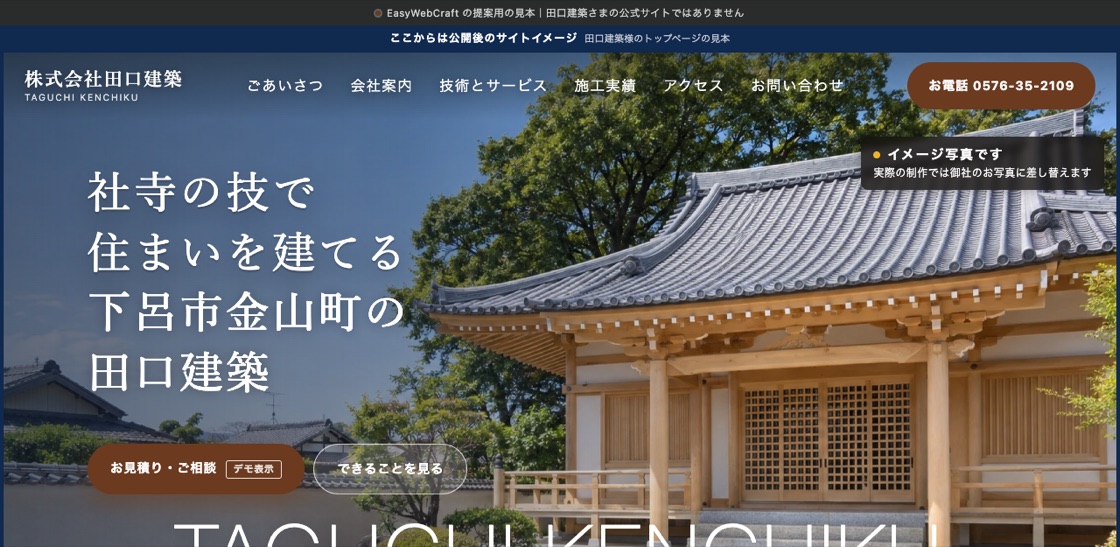 EasyWebCraft の提案用の見本｜田口建築さまの公式サイトではありません
ここからは公開後のサイトイメージ 田口建築様のトップページの見本
株式会社田口建築
TAGUCHI KENCHIKU
ごあいさつ 会社案内 技術とサービス 施工実績 アクセス お問い合わせ
お電話 0576-35-2109
イメージ写真です
実際の制作では御社のお写真に差し替えます
社寺の技で
住まいを建てる
下呂市金山町の
田口建築
お見積り・ご相談 デモ表示
できることを見る
TAGUCHI KENCHIKU